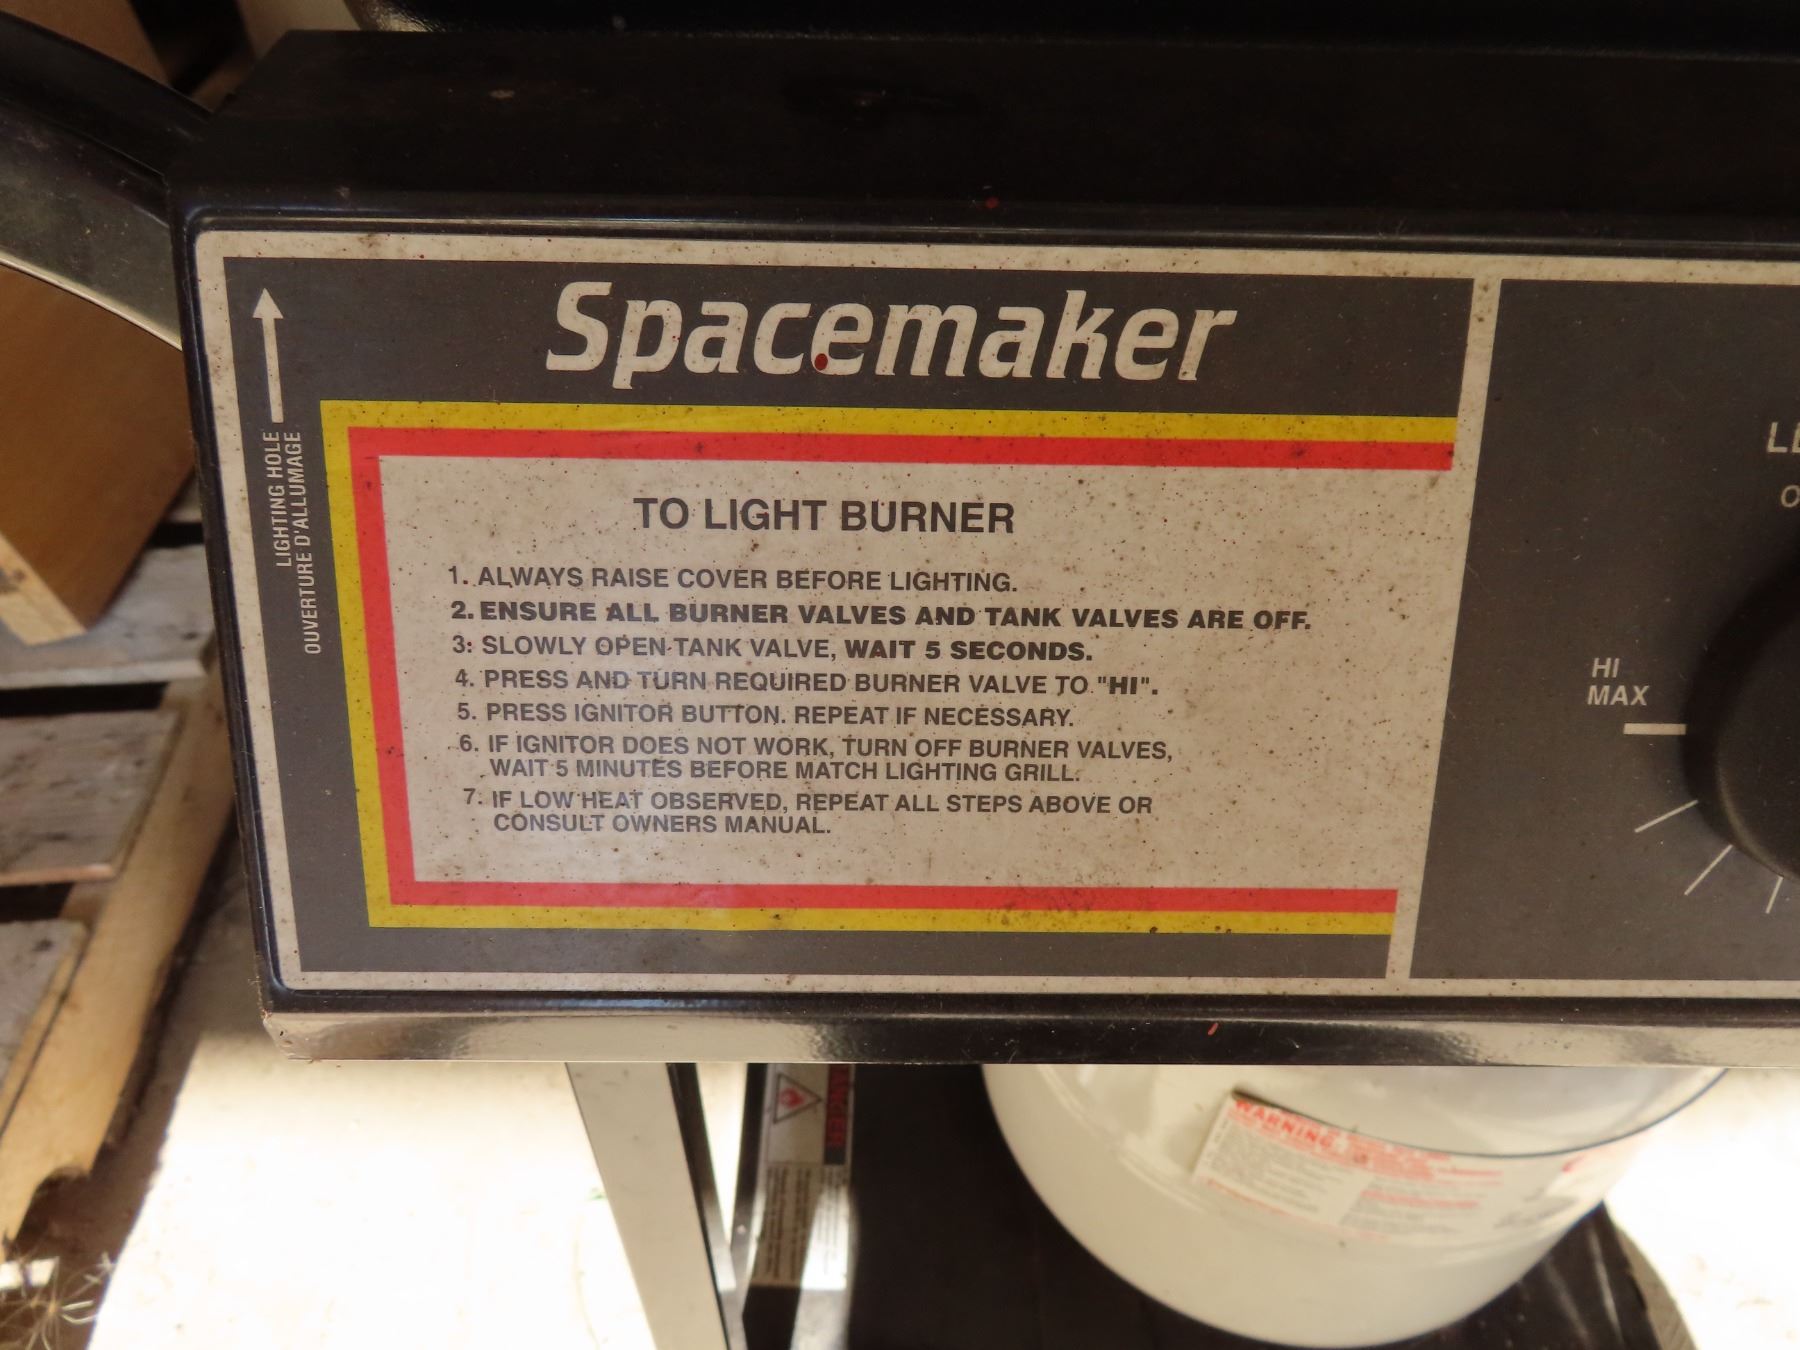 Spacemaker
LIGHTING HOLE
OUVERTURE D'ALLUMAGE
TO LIGHT BURNER
1. ALWAYS RAISE COVER BEFORE LIGHTING.
2. ENSURE ALL BURNER VALVES AND TANK VALVES ARE OFF.
3. SLOWLY OPEN TANK VALVE, WAIT 5 SECONDS.
4. PRESS AND TURN REQUIRED BURNER VALVE TO "HI".
5. PRESS IGNITOR BUTTON. REPEAT IF NECESSARY.
6. IF IGNITOR DOES NOT WORK, TURN OFF BURNER VALVES,
WAIT 5 MINUTES BEFORE MATCH LIGHTING GRILL.
7. IF LOW HEAT OBSERVED, REPEAT ALL STEPS ABOVE OR
CONSULT OWNERS MANUAL.
HI
MAX
WARNING